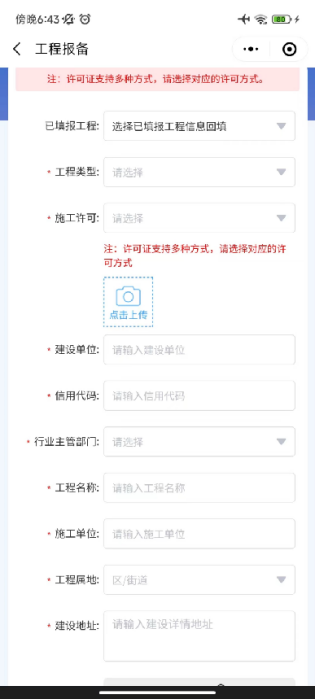 傍晚6:43
80
工程报备
注：许可证支持多种方式，请选择对应的许可方式。
已填报工程: 选择已填报工程信息回填
* 工程类型: 请选择
* 施工许可: 请选择
注：许可证支持多种方式，请选择对应的许
可方式
点击上传
* 建设单位: 请输入建设单位
* 信用代码: 请输入信用代码
* 行业主管部门: 请选择
* 工程名称: 请输入工程名称
* 施工单位: 请输入施工单位
* 工程属地: 区/街道
* 建设地址: 请输入建设详情地址